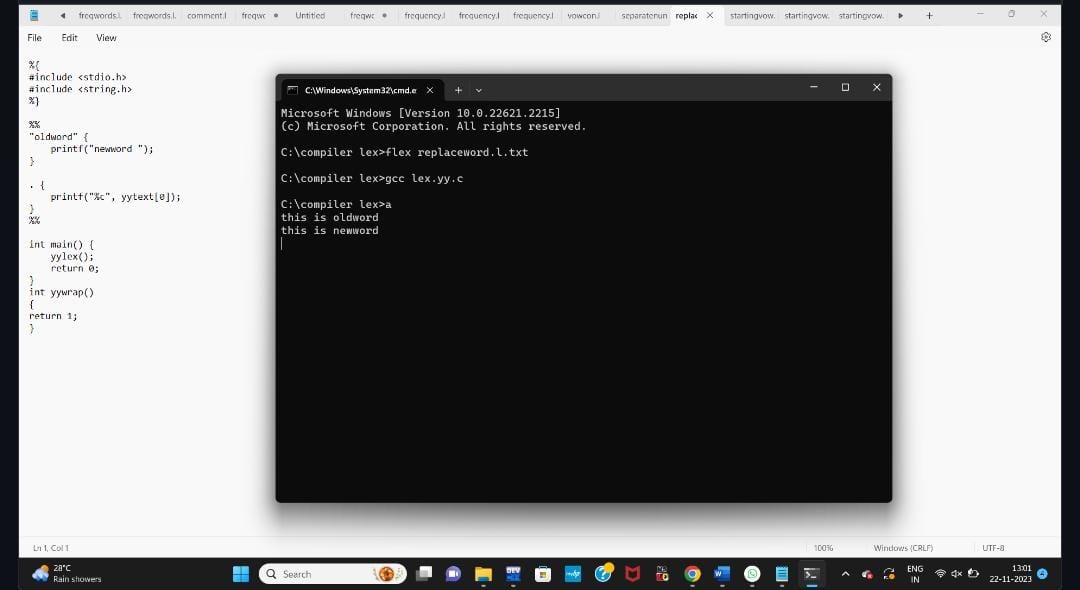 freqwords.l. freqwords.l. comment.l freqwc Untitled freqwc frequency.l frequency.l frequency.l vowcon.l separatenun replac startingvow. startingvow. startingvow.
File Edit View
%{
#include <stdio.h>
#include <string.h>
%}
%%
"oldword" {
printf("newword ");
}
. {
printf("%c", yytext[0]);
}
%%
int main() {
yylex();
return 0;
}
int yywrap()
{
return 1;
}
C:\Windows\System32\cmd.e
Microsoft Windows [Version 10.0.22621.2215]
(c) Microsoft Corporation. All rights reserved.
C:\compiler lex>flex replaceword.l.txt
C:\compiler lex>gcc lex.yy.c
C:\compiler lex>a
this is oldword
this is newword
Ln 1, Col 1 100% Windows (CRLF) UTF-8
28°C
Rain showers
Search
DEV
ENG
IN
13:01
22-11-2023